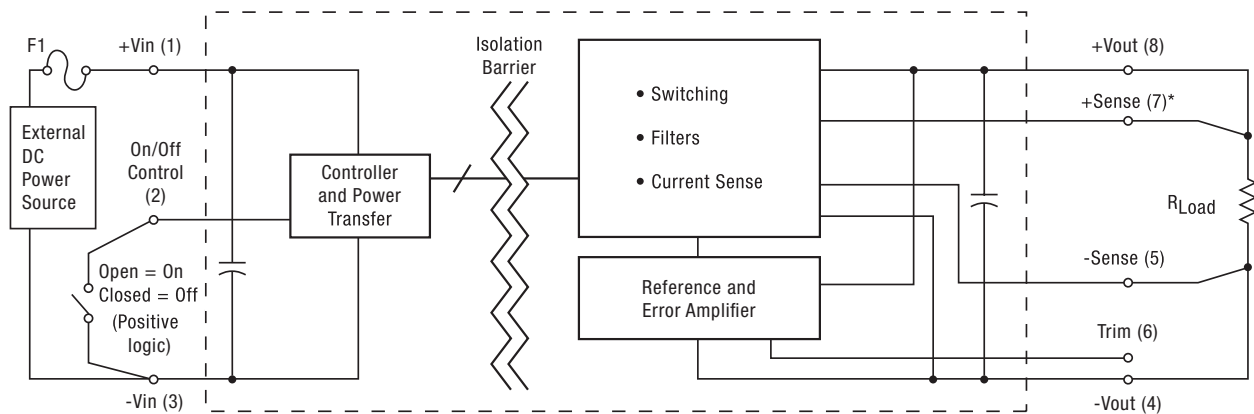 F1
+Vin (1)
External
DC
Power
Source
On/Off
Control
(2)
Open = On
Closed = Off
(Positive
logic)
-Vin (3)
Controller
and Power
Transfer
Isolation
Barrier
• Switching
• Filters
• Current Sense
Reference and
Error Amplifier
+Vout (8)
+Sense (7)*
RLoad
-Sense (5)
Trim (6)
-Vout (4)